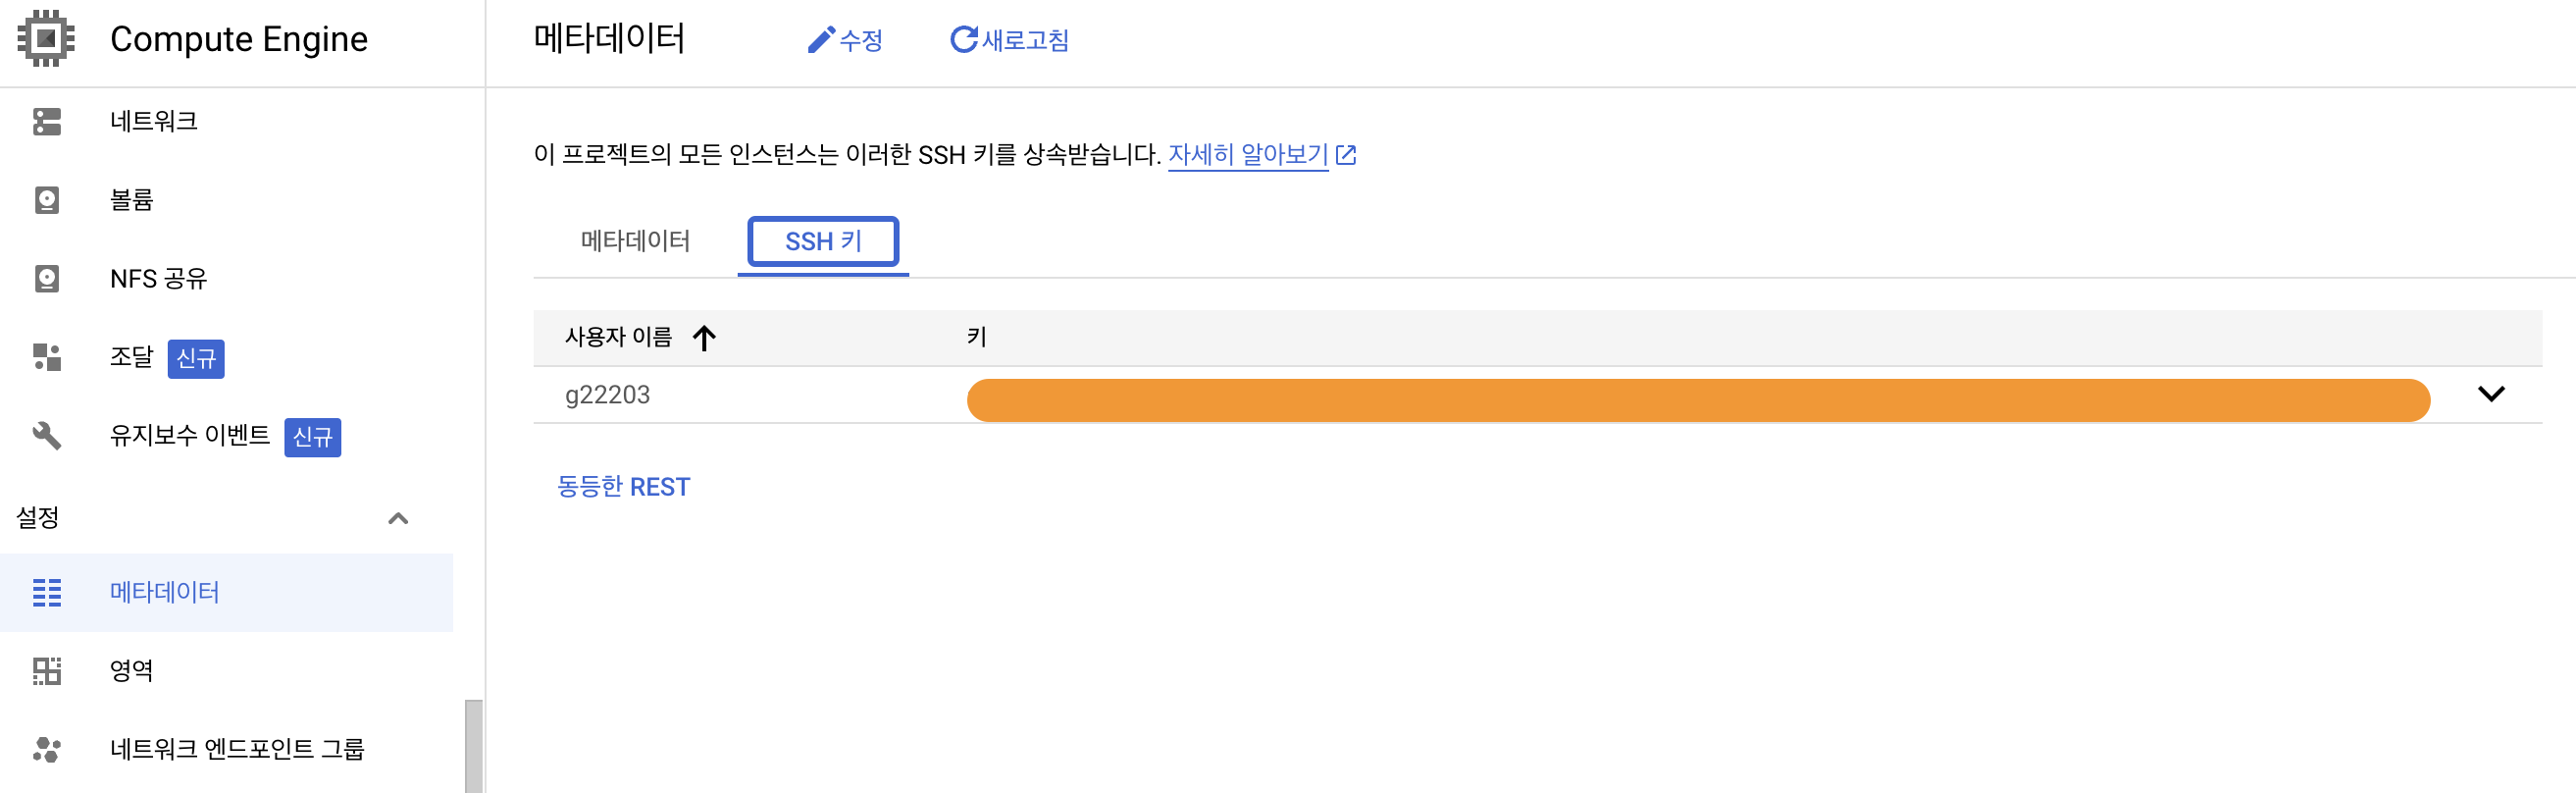 Compute Engine
네트워크
볼륨
NFS 공유
조달 신규
유지보수 이벤트 신규
설정
메타데이터
영역
네트워크 엔드포인트 그룹
메타데이터 수정 새로고침
이 프로젝트의 모든 인스턴스는 이러한 SSH 키를 상속받습니다. 자세히 알아보기
메타데이터 SSH 키
사용자 이름 키
g22203
동등한 REST